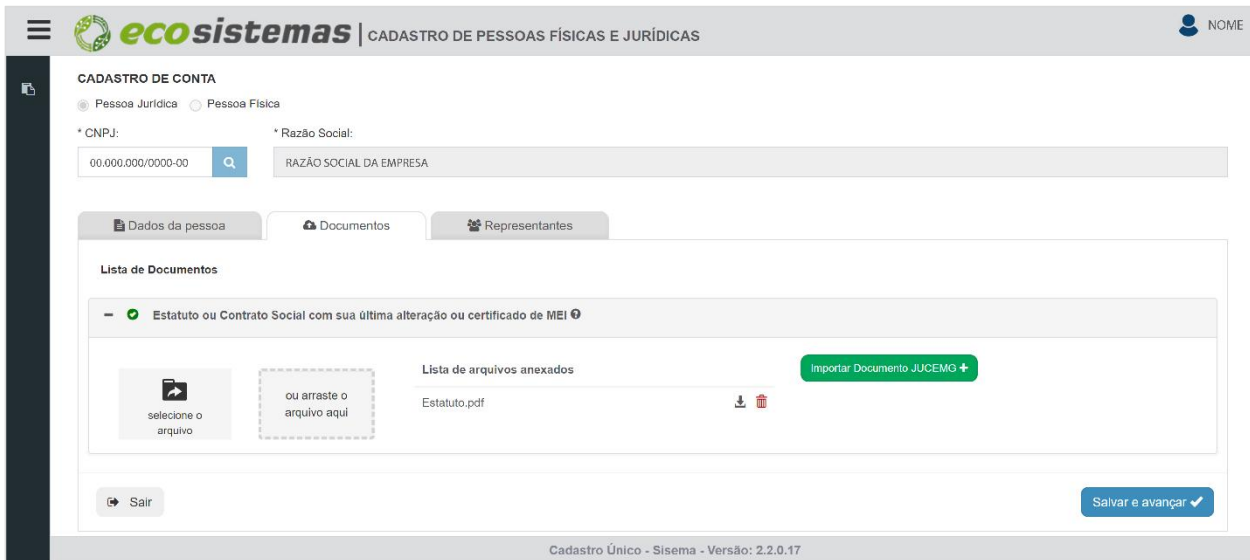 ecosistemas | CADASTRO DE PESSOAS FÍSICAS E JURÍDICAS
NOME
CADASTRO DE CONTA
Pessoa Jurídica Pessoa Física
* CNPJ: * Razão Social:
00.000.000/0000-00 RAZÃO SOCIAL DA EMPRESA
Dados da pessoa Documentos Representantes
Lista de Documentos
Estatuto ou Contrato Social com sua última alteração ou certificado de MEI
Lista de arquivos anexados
Importar Documento JUCEMG +
selecione o
arquivo
ou arraste o
arquivo aqui
Estatuto.pdf
Sair
Salvar e avançar
Cadastro Único - Sisema - Versão: 2.2.0.17